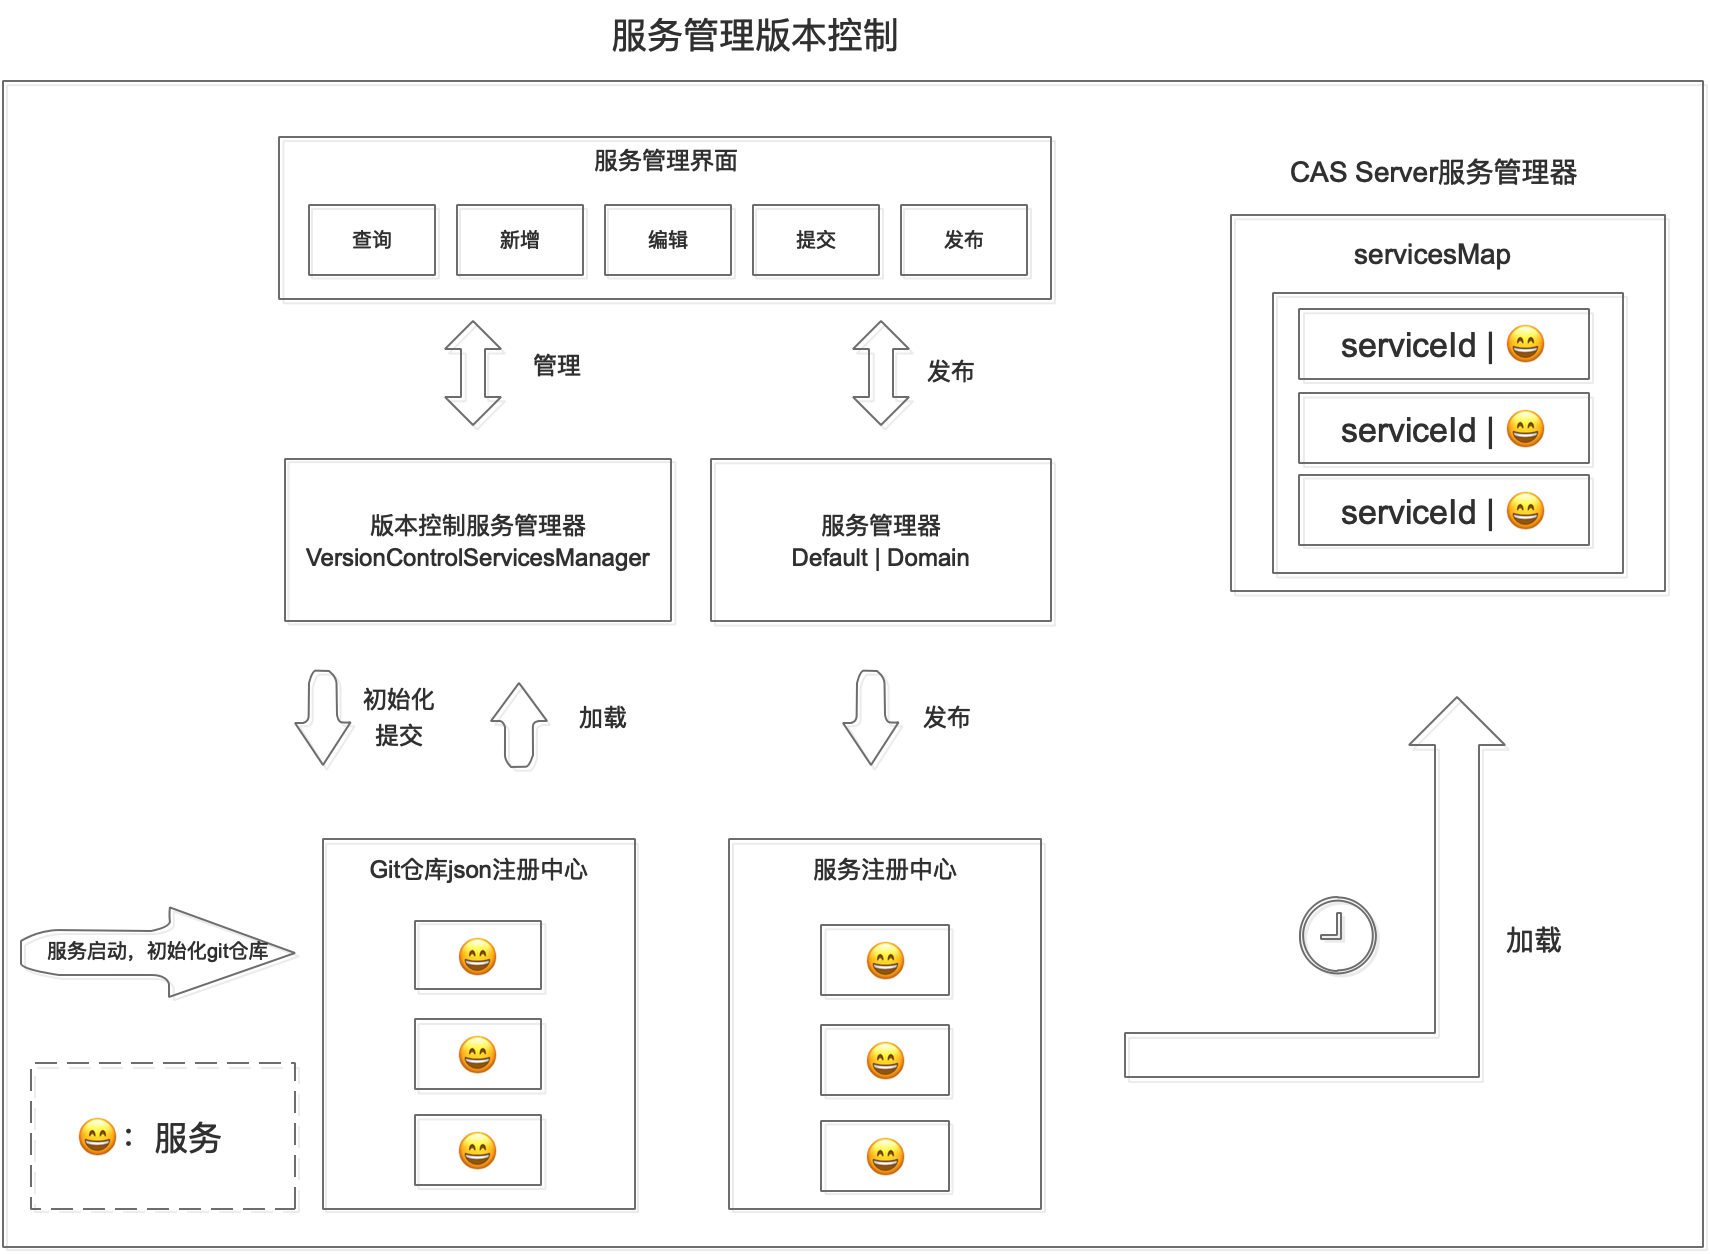 服务管理版本控制
服务管理界面
查询
新增
编辑
提交
发布
管理
发布
版本控制服务管理器
VersionControlServicesManager
服务管理器
Default | Domain
初始化
提交
加载
发布
Git仓库json注册中心
服务注册中心
服务启动，初始化git仓库
😄：服务
CAS Server服务管理器
servicesMap
serviceId | 😄
serviceId | 😄
serviceId | 😄
加载